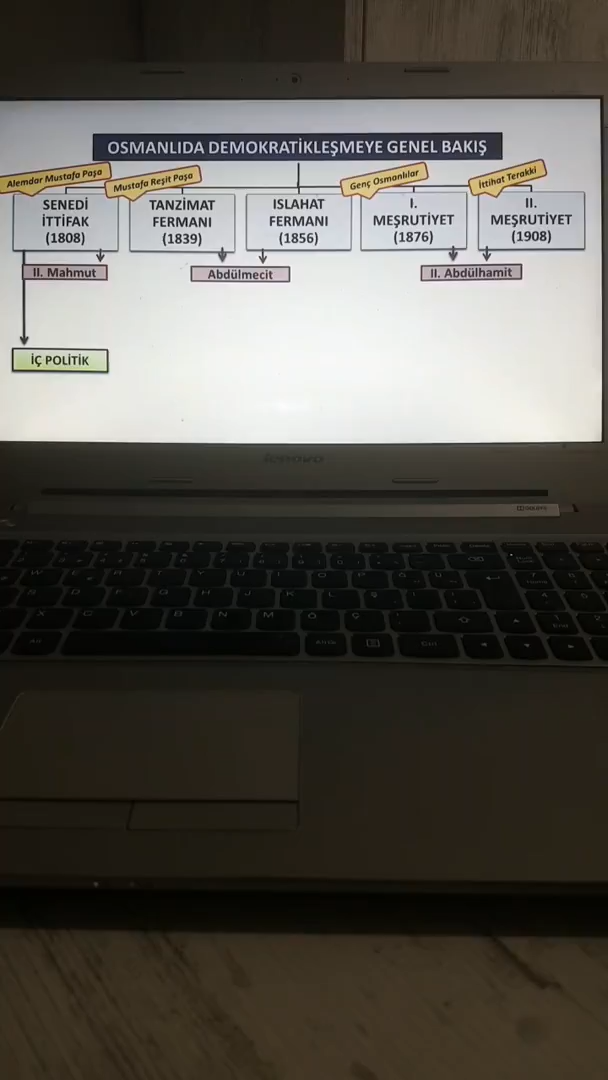 OSMANLIDA DEMOKRATİKLEŞMEYE GENEL BAKIŞ
Alemdar Mustafa Paşa
Mustafa Reşit Paşa
Genç Osmanlılar
İttihat Terakki
SENEDİ
İTTİFAK
(1808)
TANZİMAT
FERMANI
(1839)
ISLAHAT
FERMANI
(1856)
I.
MEŞRUTİYET
(1876)
II.
MEŞRUTİYET
(1908)
II. Mahmut
Abdülmecit
II. Abdülhamit
İÇ POLİTİK
lenovo